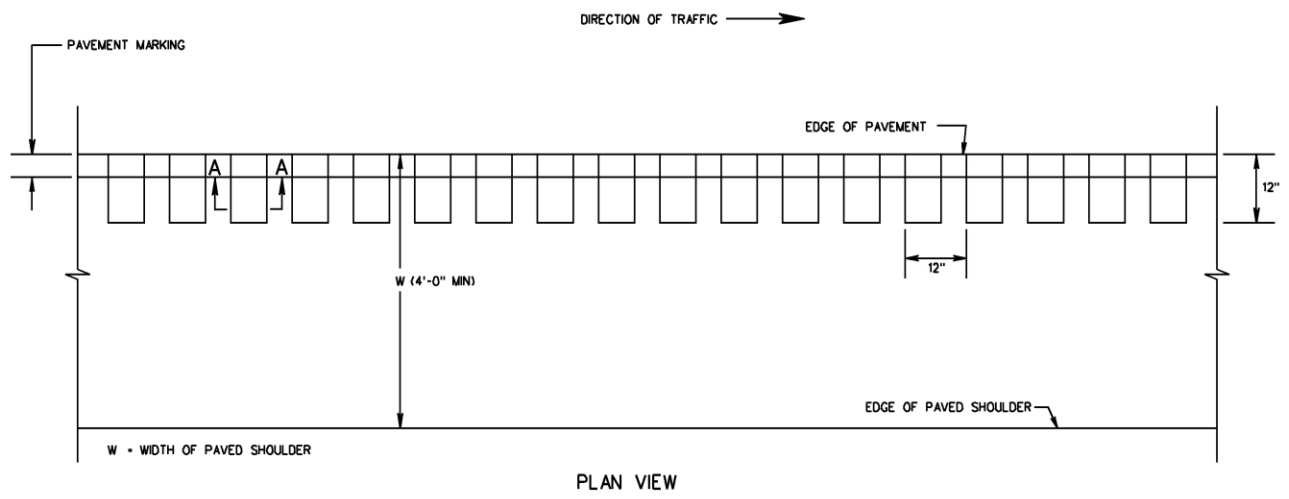 DIRECTION OF TRAFFIC
PAVEMENT MARKING
EDGE OF PAVEMENT
A A
12"
12"
W (4'-0" MIN)
EDGE OF PAVED SHOULDER
W - WIDTH OF PAVED SHOULDER
PLAN VIEW